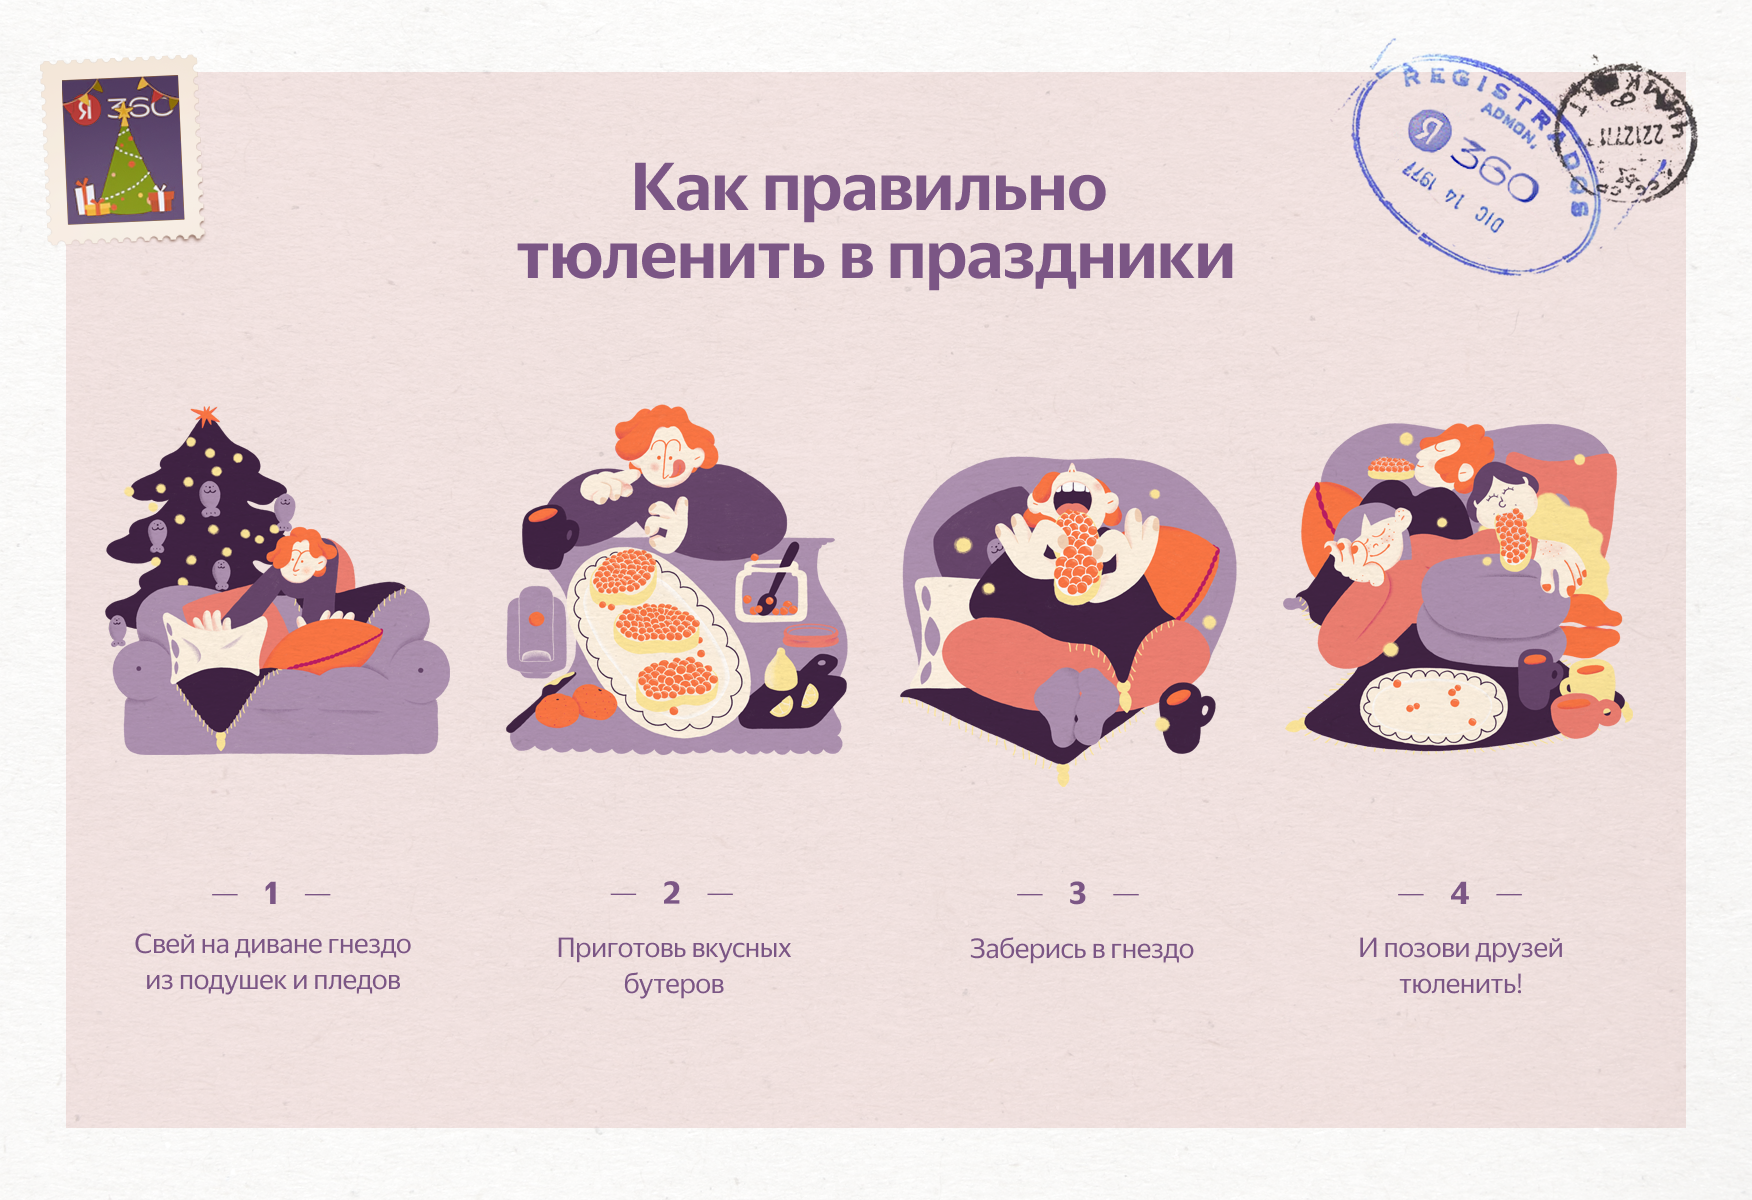 Я 360
REGISTRADOS
ADMON,
Я 360
DIC 14 1977
Как правильно
тюленить в праздники
1
Свей на диване гнездо
из подушек и пледов
2
Приготовь вкусных
бутеров
3
Заберись в гнездо
4
И позови друзей
тюленить!